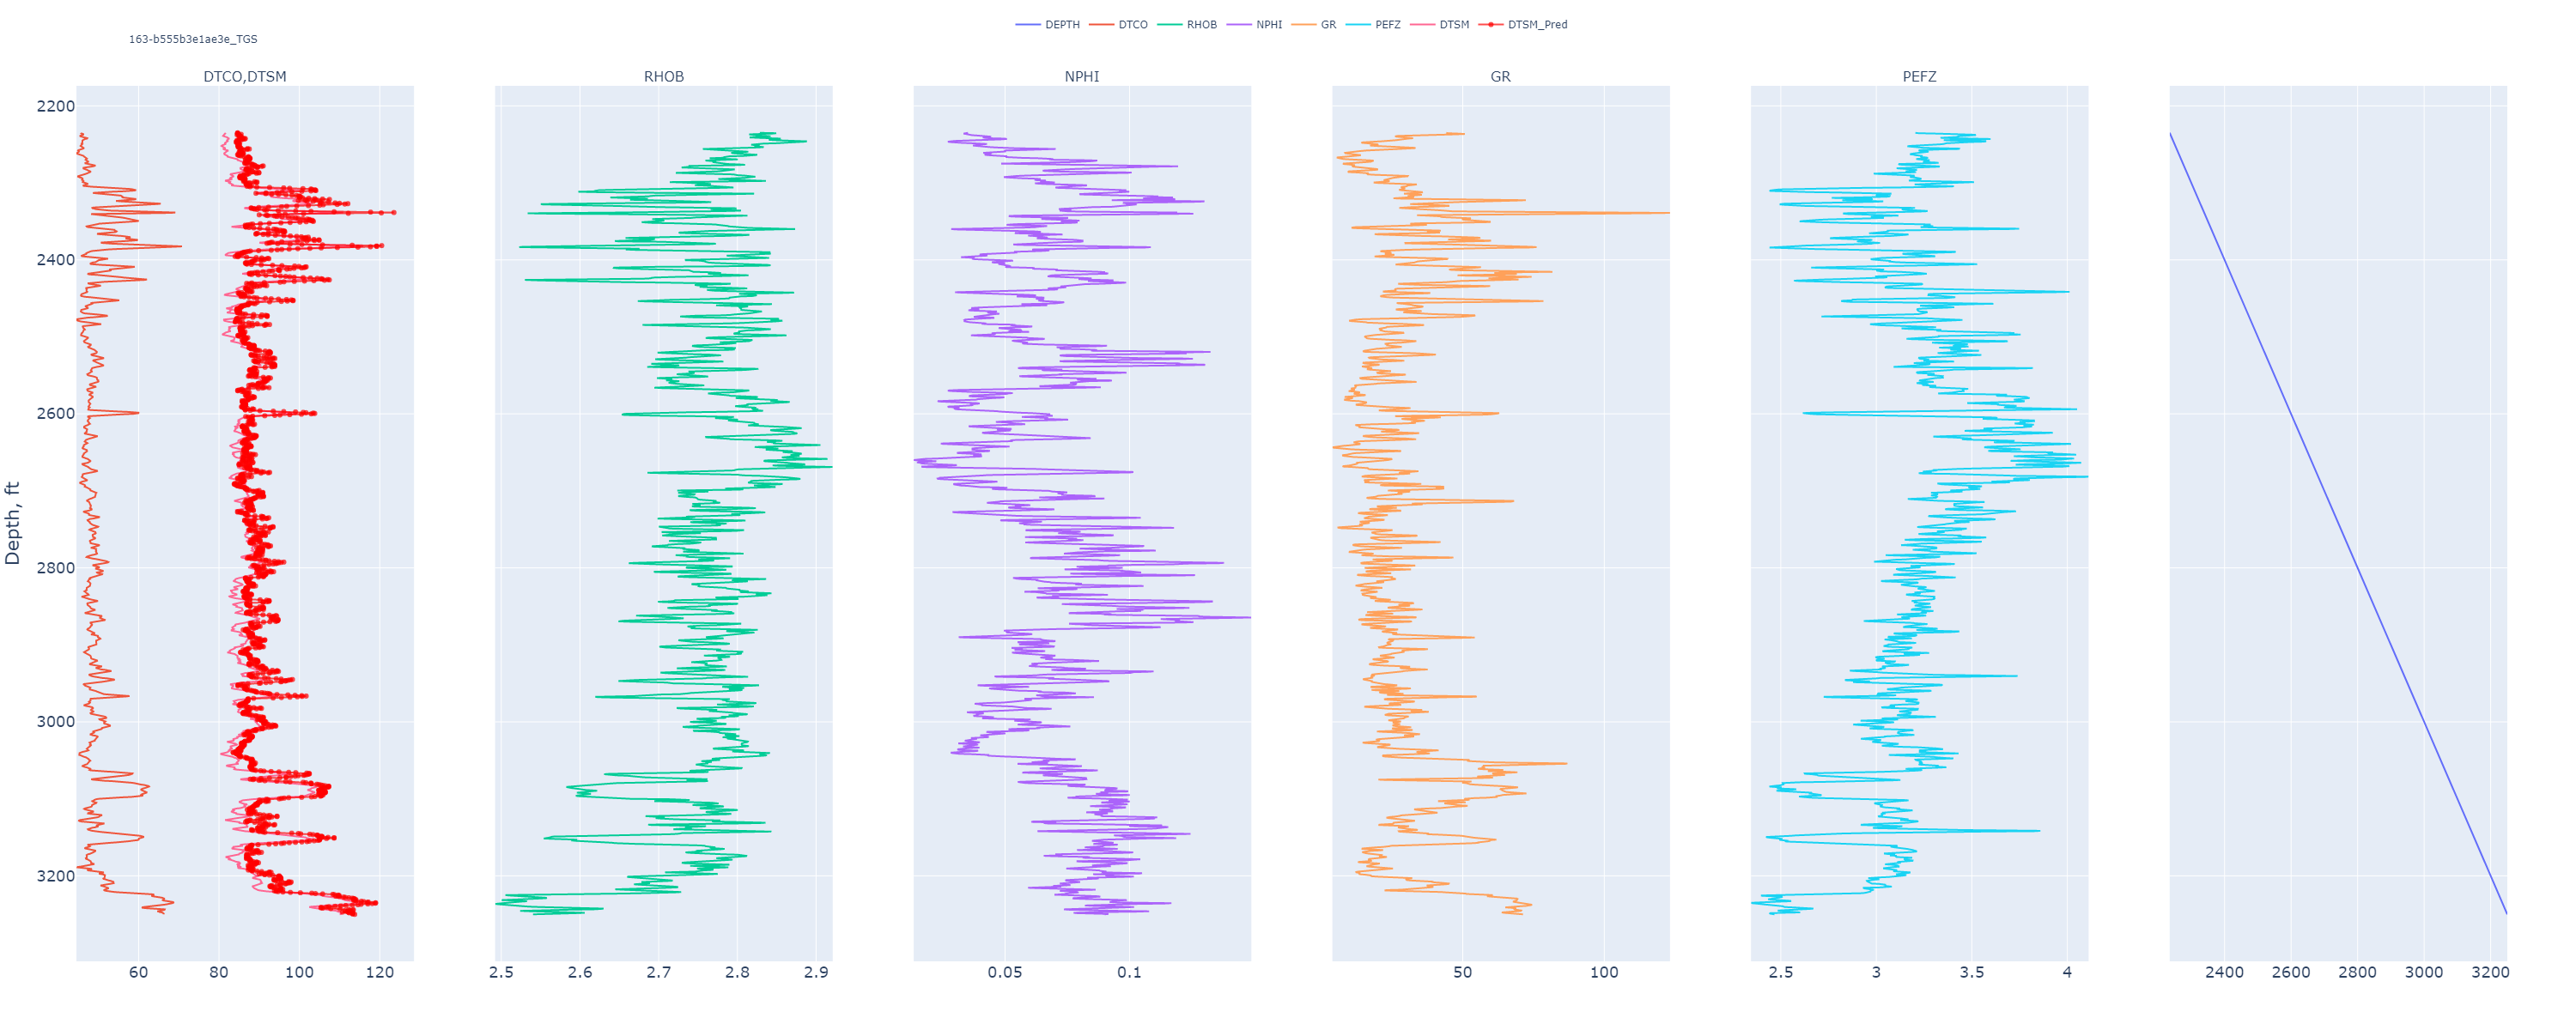 DEPTH DTCO RHOB NPHI GR PEFZ DTSM DTSM_Pred
163-b555b3e1ae3e_TGS
DTCO,DTSM RHOB NPHI GR PEFZ
Depth, ft
2200
2400
2600
2800
3000
3200
60 80 100 120 2.5 2.6 2.7 2.8 2.9 0.05 0.1 50 100 2.5 3 3.5 4 2400 2600 2800 3000 3200